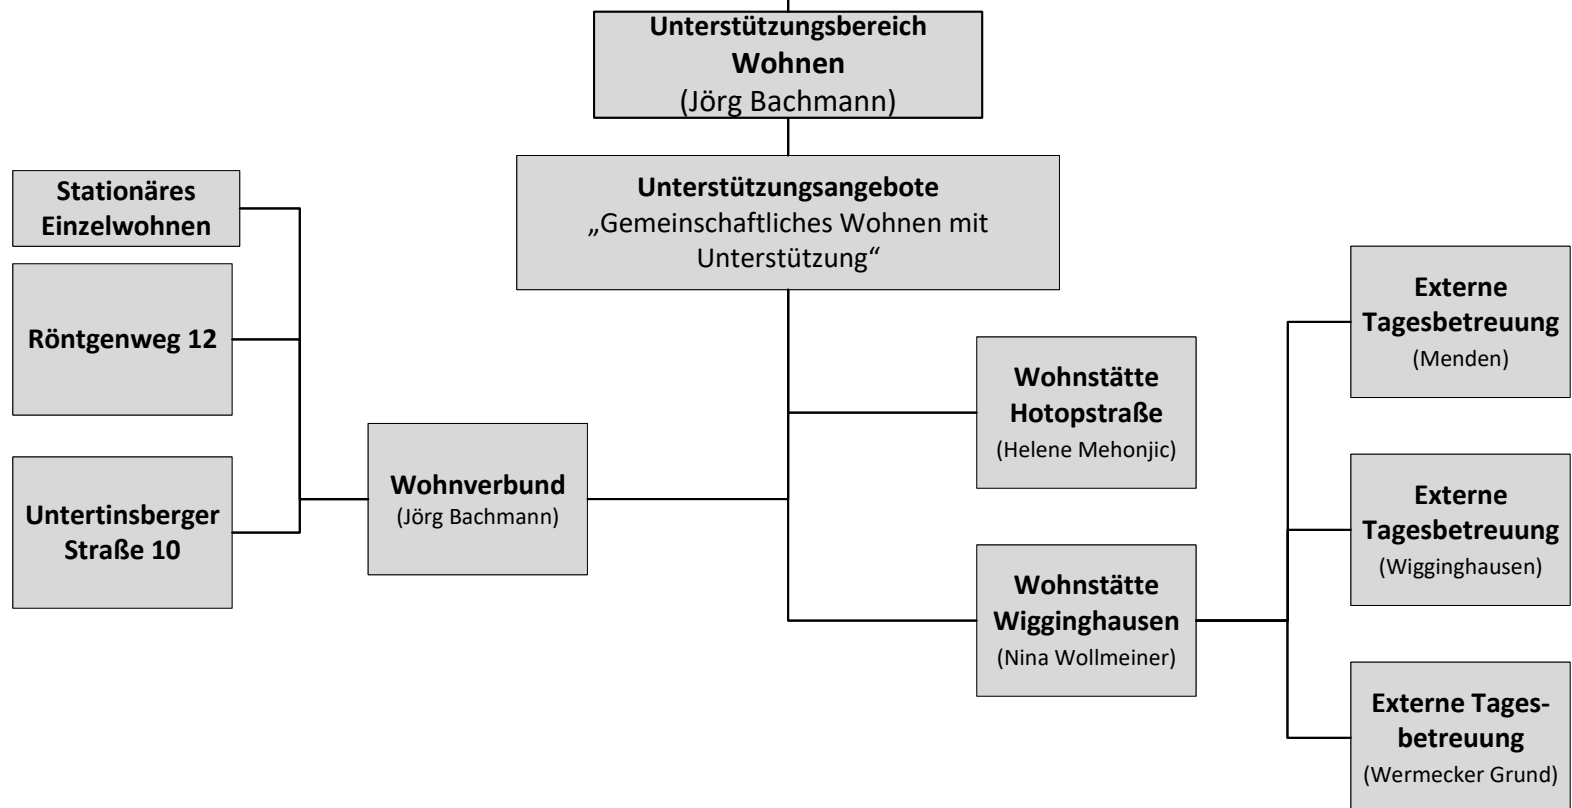 Unterstützungsbereich
Wohnen
(Jörg Bachmann)
Unterstützungsangebote
„Gemeinschaftliches Wohnen mit
Unterstützung“
Stationäres
Einzelwohnen
Röntgenweg 12
Untertinsberger
Straße 10
Wohnverbund
(Jörg Bachmann)
Wohnstätte
Hotopstraße
(Helene Mehonjic)
Wohnstätte
Wigginghausen
(Nina Wollmeiner)
Externe
Tagesbetreuung
(Menden)
Externe
Tagesbetreuung
(Wigginghausen)
Externe Tages-
betreuung
(Wermecker Grund)